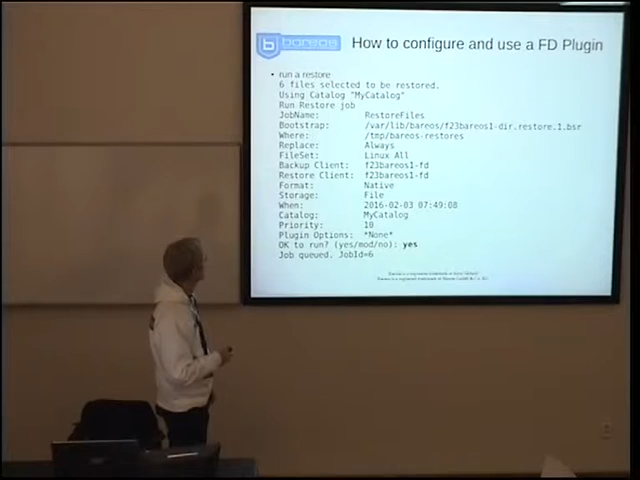 bareos
How to configure and use a FD Plugin
• run a restore
6 files selected to be restored.
Using Catalog "MyCatalog"
Run Restore job
JobName: RestoreFiles
Bootstrap: /var/lib/bareos/f23bareos1-dir.restore.1.bsr
Where: /tmp/bareos-restores
Replace: Always
FileSet: Linux All
Backup Client: f23bareos1-fd
Restore Client: f23bareos1-fd
Format: Native
Storage: File
When: 2016-02-03 07:49:08
Catalog: MyCatalog
Priority: 10
Plugin Options: *None*
OK to run? (yes/mod/no): yes
Job queued. JobId=6